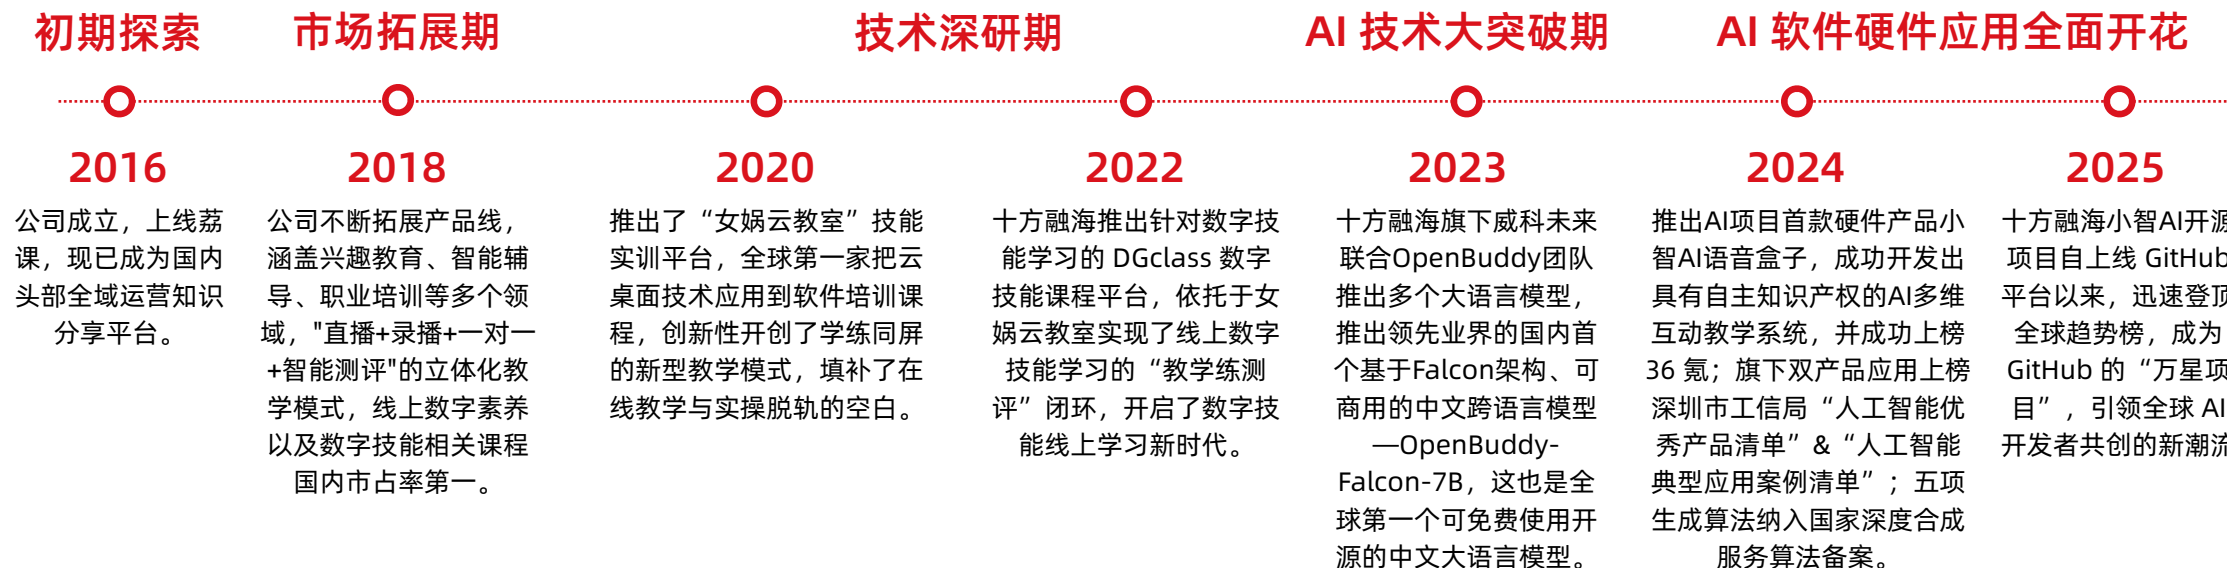 初期探索
市场拓展期
技术深研期
AI 技术大突破期
AI 软件硬件应用全面开花
2016
公司成立，上线荔
课，现已成为国内
头部全域运营知识
分享平台。
2018
公司不断拓展产品线，
涵盖兴趣教育、智能辅
导、职业培训等多个领
域，"直播+录播+一对一
+智能测评"的立体化教
学模式，线上数字素养
以及数字技能相关课程
国内市占率第一。
2020
推出了“女娲云教室”技能
实训平台，全球第一家把云
桌面技术应用到软件培训课
程，创新性开创了学练同屏
的新型教学模式，填补了在
线教学与实操脱轨的空白。
2022
十方融海推出针对数字技
能学习的 DGclass 数字
技能课程平台，依托于女
娲云教室实现了线上数字
技能学习的“教学练测
评”闭环，开启了数字技
能线上学习新时代。
2023
十方融海旗下威科未来
联合OpenBuddy团队
推出多个大语言模型，
推出领先业界的国内首
个基于Falcon架构、可
商用的中文跨语言模型
—OpenBuddy-
Falcon-7B，这也是全
球第一个可免费使用开
源的中文大语言模型。
2024
推出AI项目首款硬件产品小
智AI语音盒子，成功开发出
具有自主知识产权的AI多维
互动教学系统，并成功上榜
36 氪；旗下双产品应用上榜
深圳市工信局“人工智能优
秀产品清单”&“人工智能
典型应用案例清单”；五项
生成算法纳入国家深度合成
服务算法备案。
2025
十方融海小智AI开源
项目自上线 GitHub
平台以来，迅速登顶
全球趋势榜，成为
GitHub 的“万星项
目”，引领全球 AI
开发者共创的新潮流